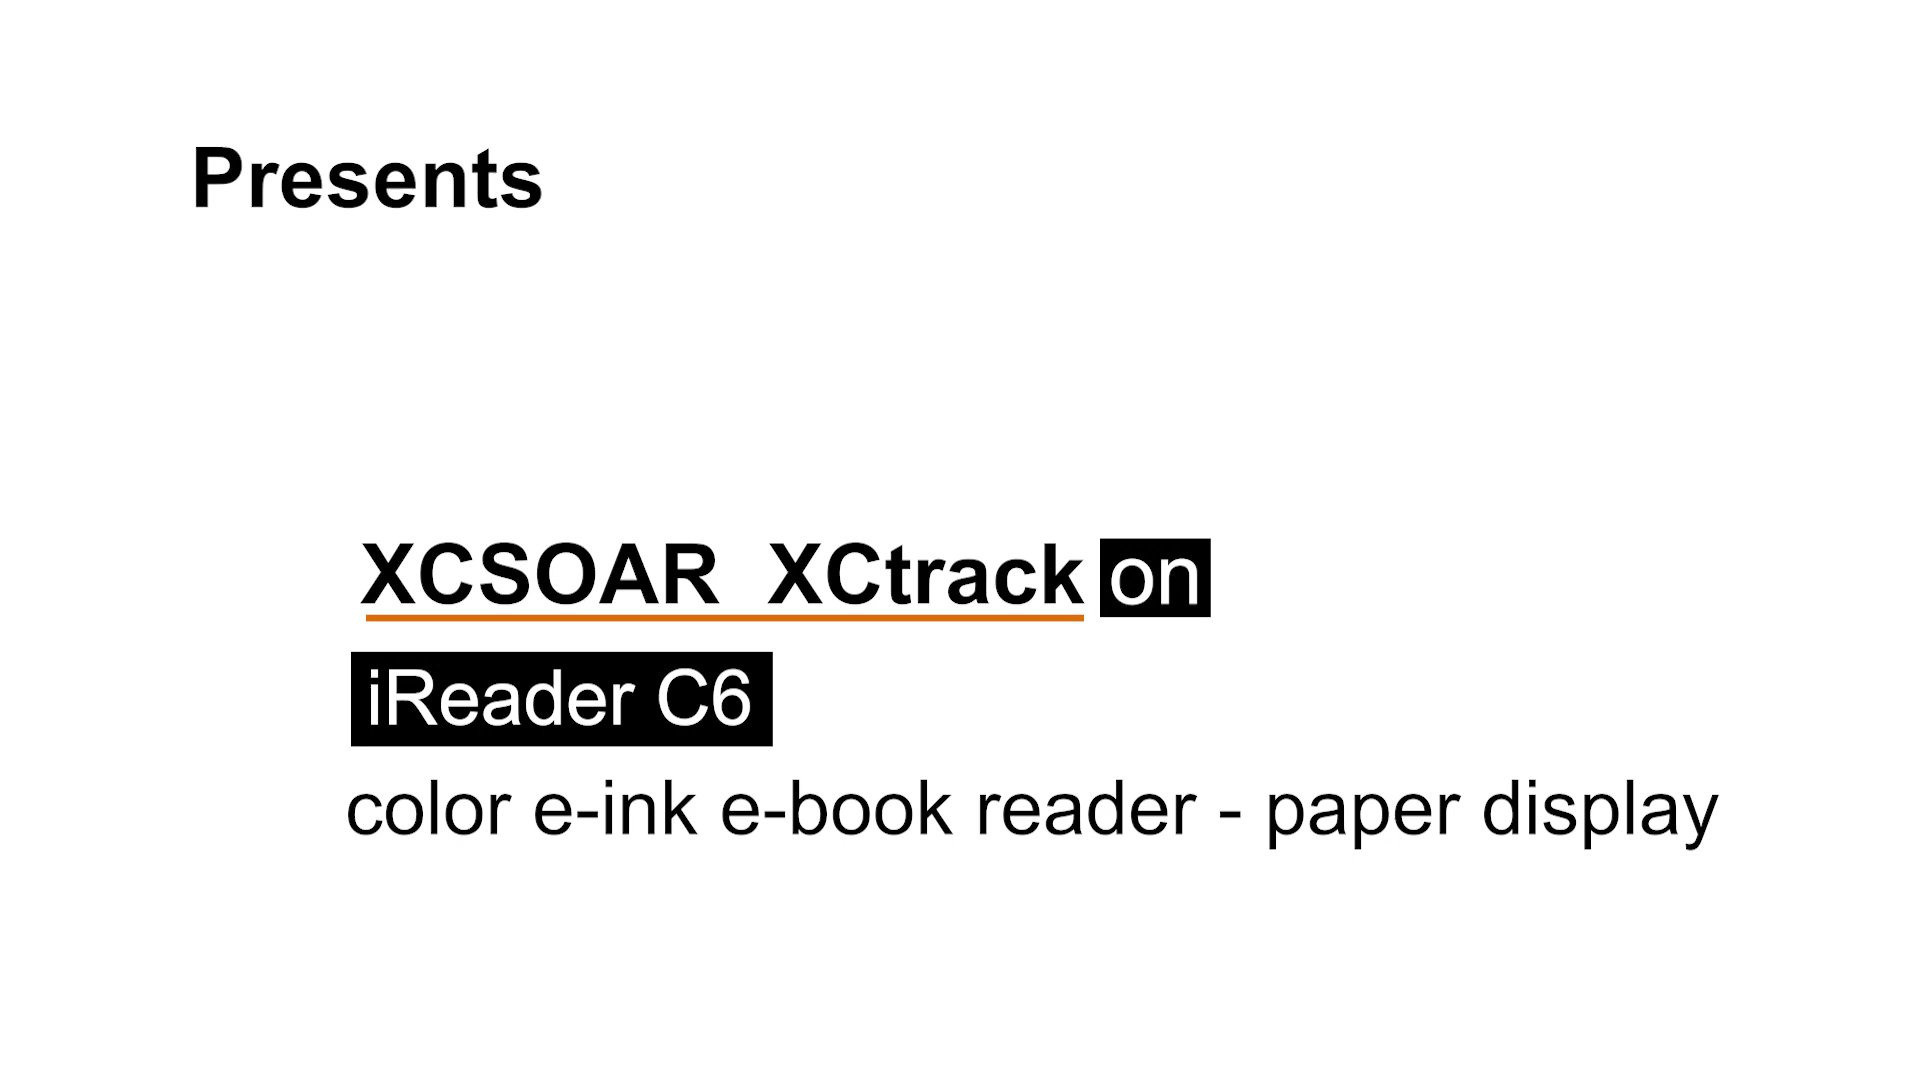 Presents
XCSOAR  XCtrack on
iReader C6
color e-ink e-book reader - paper display